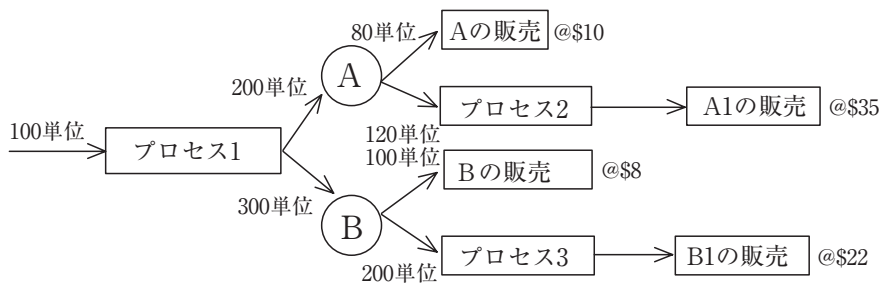 80単位
Aの販売
@$10
A
200単位
100単位
プロセス1
プロセス2
A1の販売
@$35
120単位
100単位
Bの販売
@$8
300単位
B
プロセス3
B1の販売
@$22
200単位